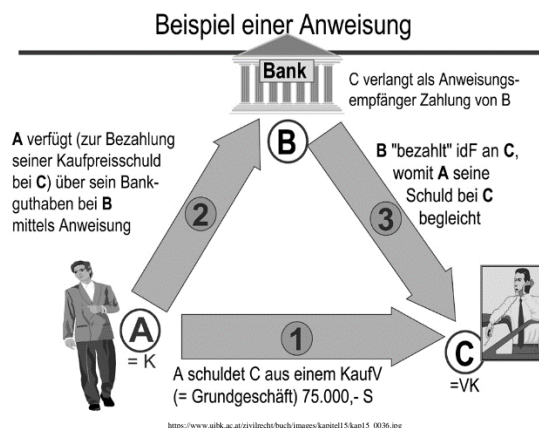 Beispiel einer Anweisung
Bank
C verlangt als Anweisungs-
empfänger Zahlung von B
A verfügt (zur Bezahlung
seiner Kaufpreisschuld
bei C) über sein Bank-
guthaben bei B
mittels Anweisung
B
B "bezahlt" idF an C,
womit A seine
Schuld bei C
begleicht
2
3
A
= K
1
C
=VK
A schuldet C aus einem KaufV
(= Grundgeschäft) 75.000,- S
https://www.uibk.ac.at/zivilrecht/buch/images/kapitel15/kap15_0036.jpg